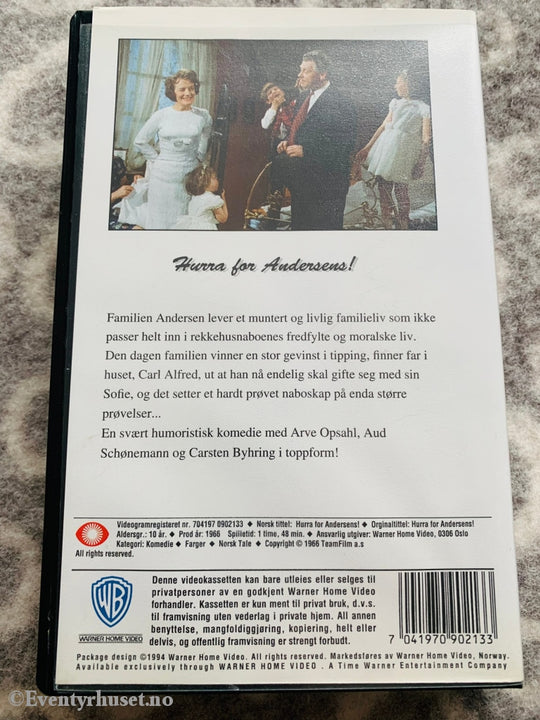 Hurra for Andersens!
Familien Andersen lever et muntert og livlig familieliv som ikke
passer helt inn i rekkehusnaboenes fredfylte og moralske liv.
Den dagen familien vinner en stor gevinst i tipping, finner far i
huset, Carl Alfred, ut at han nå endelig skal gifte seg med sin
Sofie, og det setter et hardt prøvet naboskap på enda større
prøvelser...
En svært humoristisk komedie med Arve Opsahl, Aud
Schønemann og Carsten Byhring i toppform!
Videogramregisteret nr. 704197 0902133 ◆ Norsk tittel: Hurra for Andersens! ◆ Orginaltittel: Hurra for Andersens!
Aldersgr.: 10 år. ◆ Prod år: 1966 Spilletid: 1 time, 48 min. ◆ Ansvarlig utgiver: Warner Home Video, 0306 Oslo
Kategori: Komedie ◆ Farger ◆ Norsk Tale ◆ Copyright © 1966 TeamFilm a.s
All rights reserved.
Denne videokassetten kan bare utleies eller selges til
privatpersoner av en godkjent Warner Home Video
forhandler. Kassetten er kun ment til privat bruk, d.v.s.
til framvisning uten vederlag i private hjem. All annen
benyttelse, mangfoldiggjøring, kopiering, helt eller
delvis, og offentlig framvisning er strengt forbudt.
WB
WARNER HOME VIDEO
7 041970 902133
Package design ©1994 Warner Home Video. Markedsføres av Warner Home Video, Norway.
Available exclusively through WARNER HOME VIDEO . A Time Warner Entertainment Company
© Eventyrhuset.no